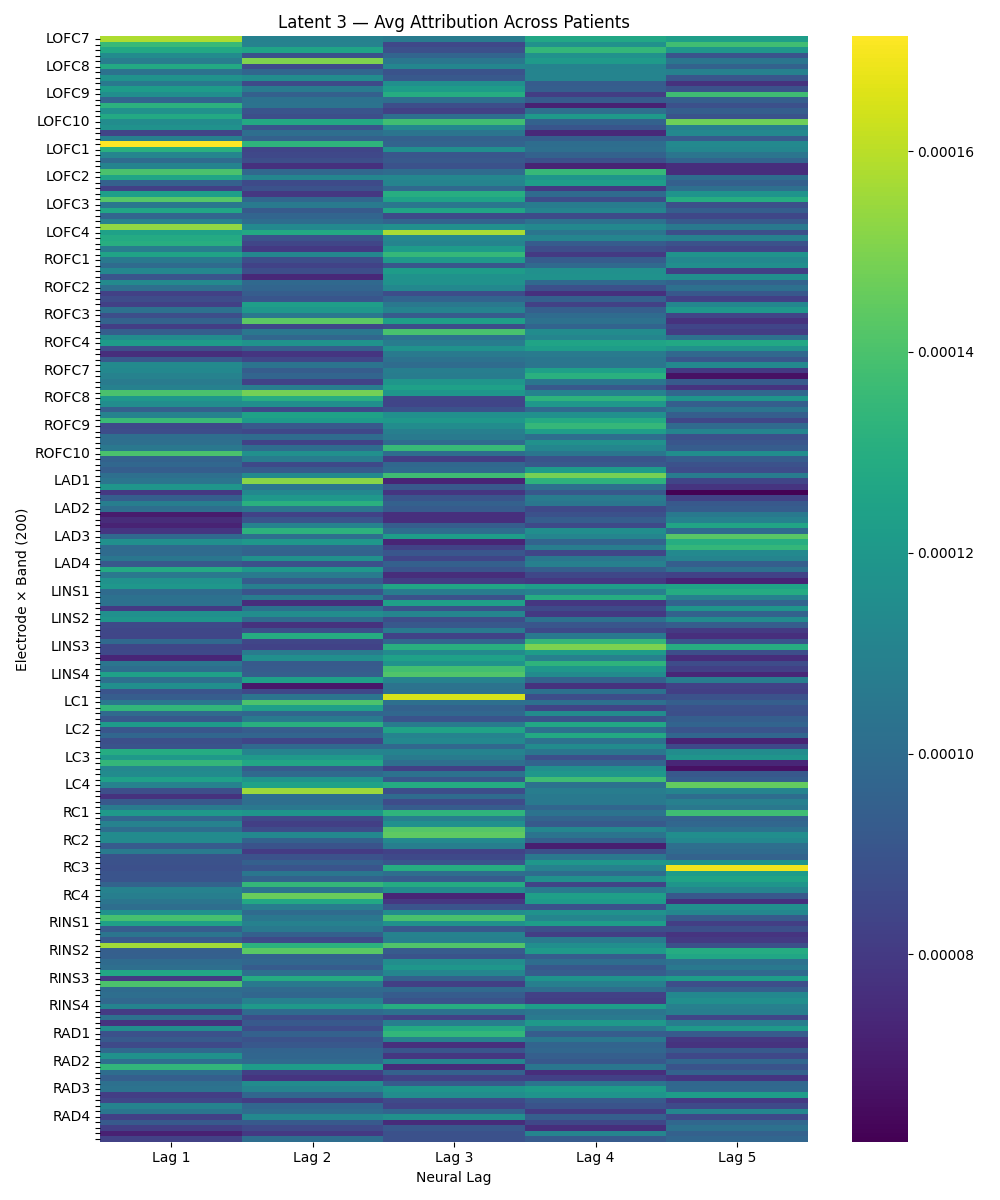 Latent 3 — Avg Attribution Across Patients
Electrode × Band (200)
LOFC7
LOFC8
LOFC9
LOFC10
LOFC1
LOFC2
LOFC3
LOFC4
ROFC1
ROFC2
ROFC3
ROFC4
ROFC7
ROFC8
ROFC9
ROFC10
LAD1
LAD2
LAD3
LAD4
LINS1
LINS2
LINS3
LINS4
LC1
LC2
LC3
LC4
RC1
RC2
RC3
RC4
RINS1
RINS2
RINS3
RINS4
RAD1
RAD2
RAD3
RAD4
Lag 1 Lag 2 Lag 3 Lag 4 Lag 5
Neural Lag
0.00016
0.00014
0.00012
0.00010
0.00008